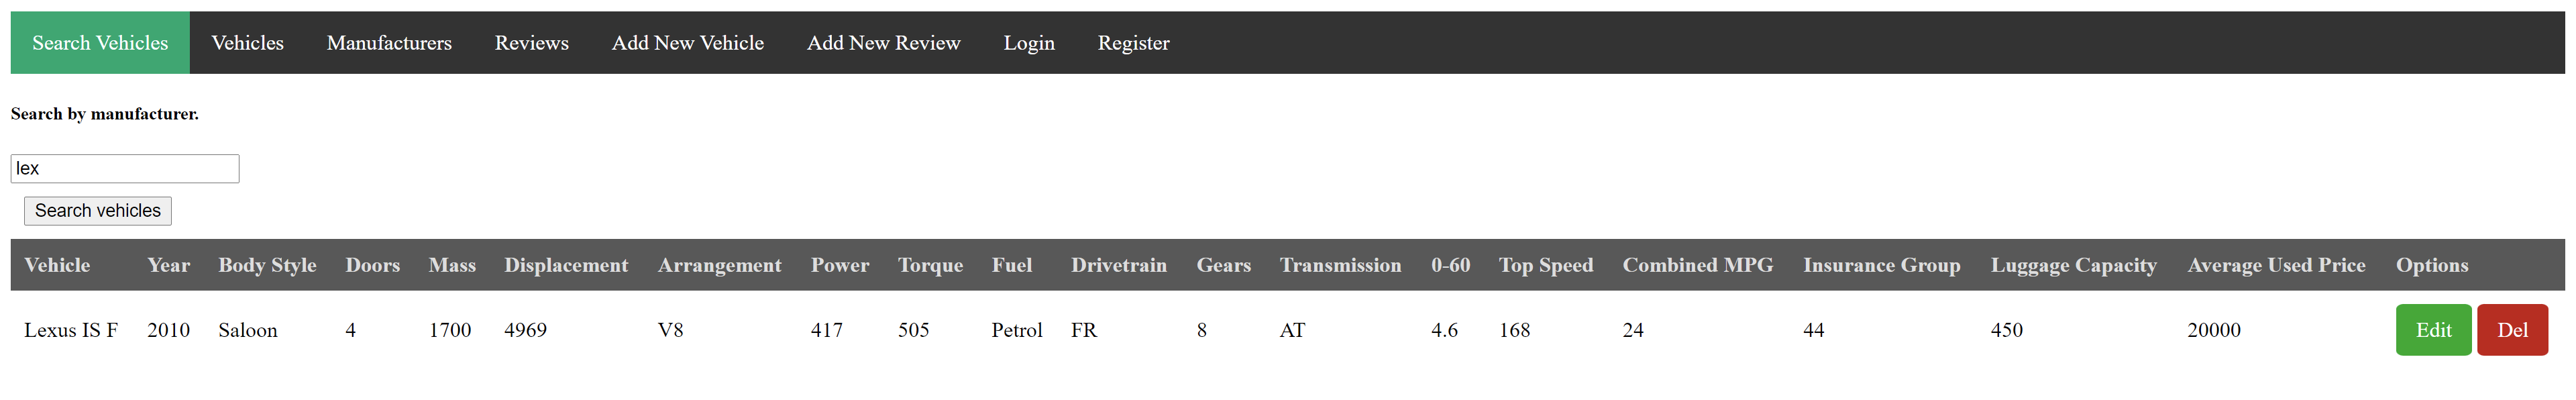 Search Vehicles Vehicles Manufacturers Reviews Add New Vehicle Add New Review Login Register
Search by manufacturer.
lex
Search vehicles
Vehicle Year Body Style Doors Mass Displacement Arrangement Power Torque Fuel Drivetrain Gears Transmission 0-60 Top Speed Combined MPG Insurance Group Luggage Capacity Average Used Price Options
Lexus IS F 2010 Saloon 4 1700 4969 V8 417 505 Petrol FR 8 AT 4.6 168 24 44 450 20000 Edit Del